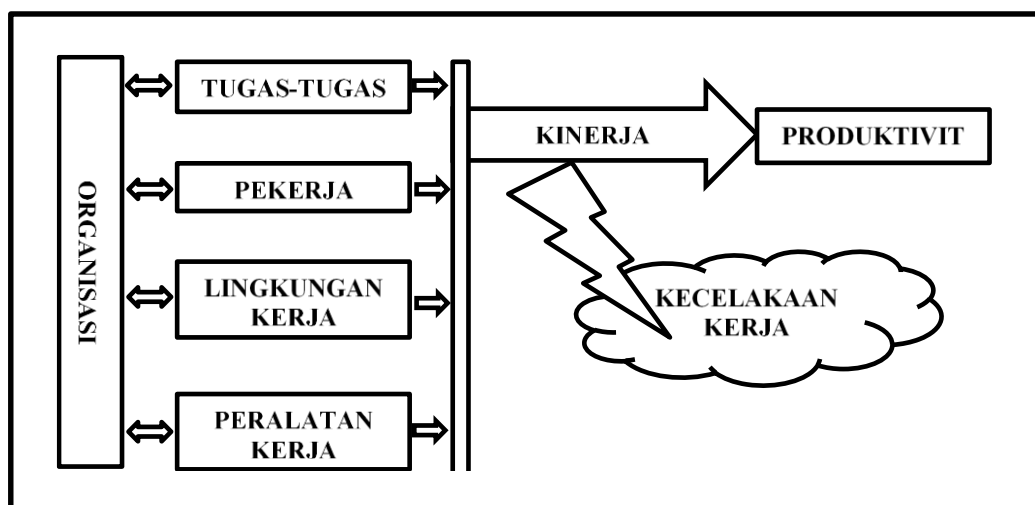 ORGANISASI
TUGAS-TUGAS
PEKERJA
LINGKUNGAN
KERJA
PERALATAN
KERJA
KINERJA
PRODUKTIVIT
KECELAKAAN
KERJA